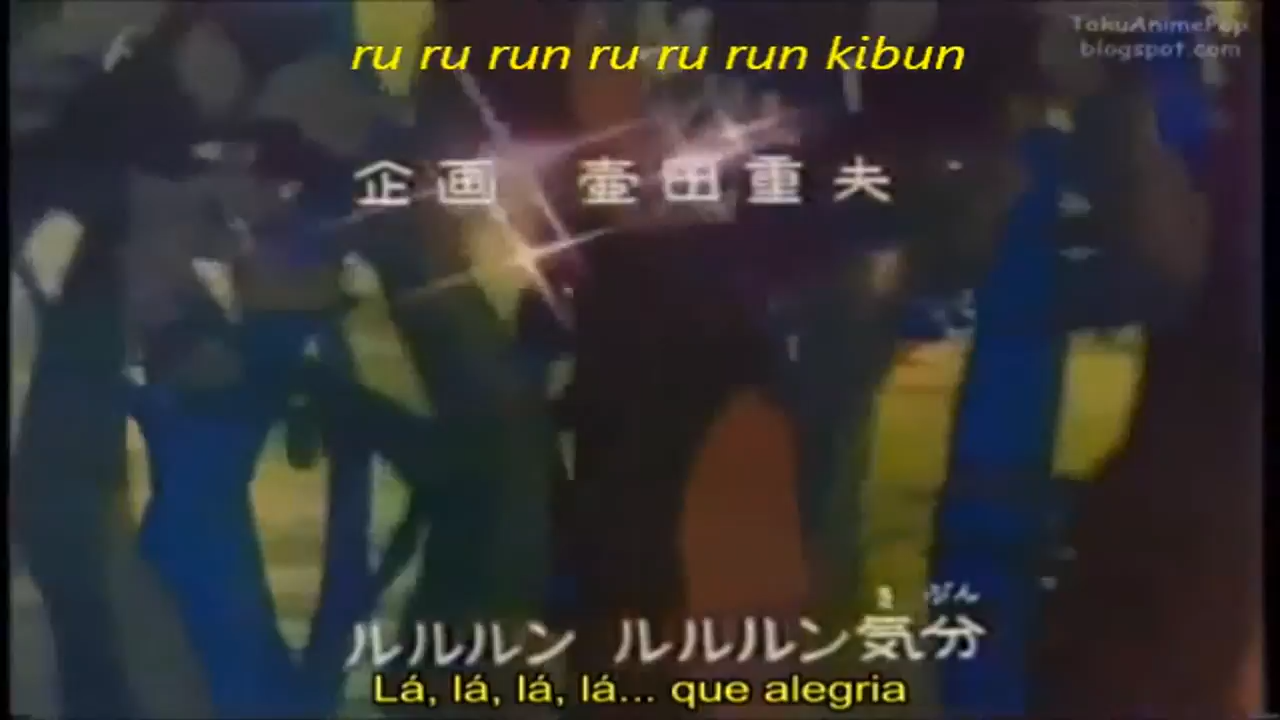 TokuAnimePop
blogspot.com
ru ru run ru ru run kibun
企画 壷田重夫
き ぶん
ルルルン ルルルン気分
Lá, lá, lá, lá... que alegria